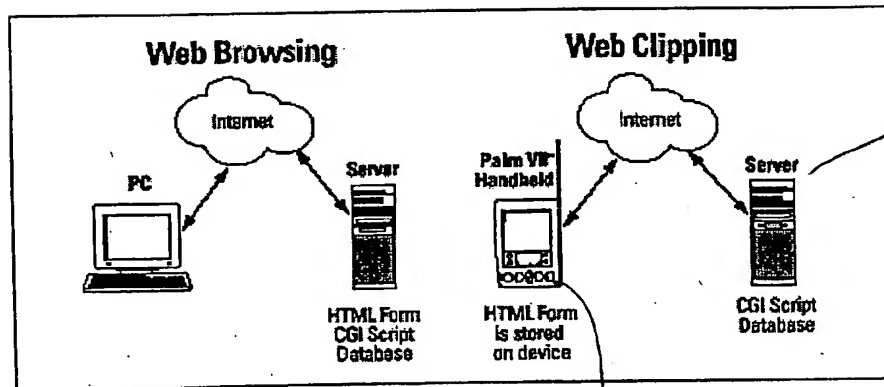 Web Browsing
Internet
PC
Server
HTML Form
CGI Script
Database
Web Clipping
Internet
Palm VII™
Handheld
Server
HTML Form
is stored
on device
CGI Script
Database